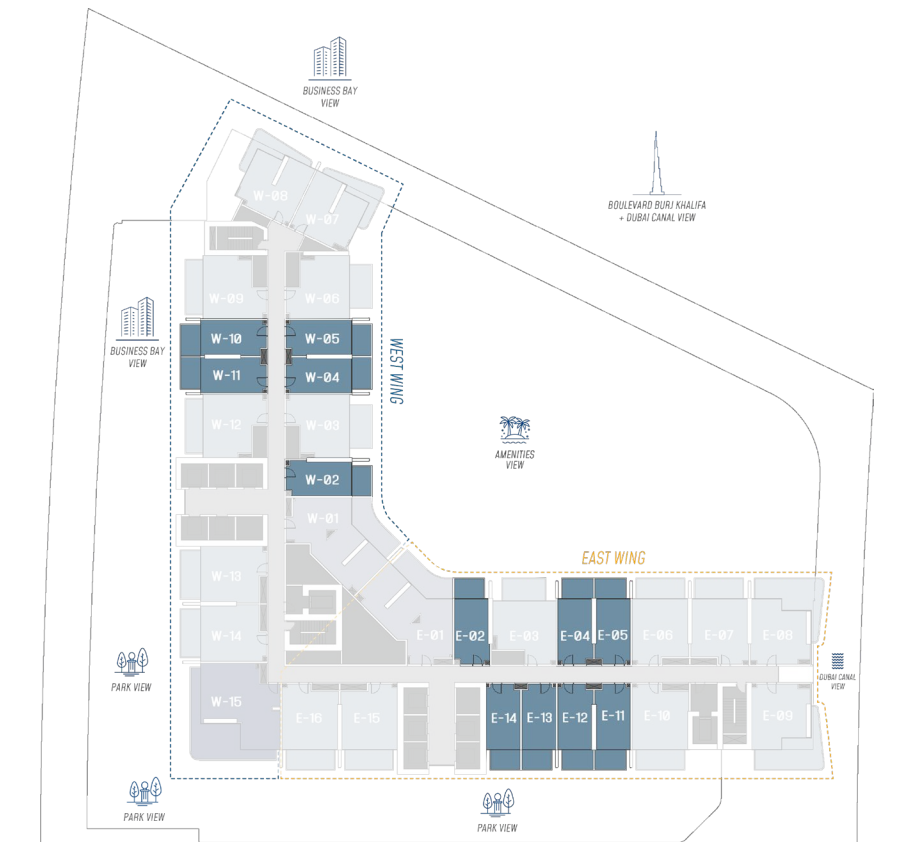 BUSINESS BAY
VIEW
BOULEVARD BURJ KHALIFA
+ DUBAI CANAL VIEW
W-08
W-07
W-09
W-06
BUSINESS BAY
VIEW
W-10
W-05
W-11
W-04
WEST WING
W-12
W-03
AMENITIES
VIEW
W-02
W-01
EAST WING
W-13
W-14
E-01
E-02
E-03
E-04
E-05
E-06
E-07
E-08
PARK VIEW
DUBAI CANAL
VIEW
W-15
E-16
E-15
E-14
E-13
E-12
E-11
E-10
E-09
PARK VIEW
PARK VIEW